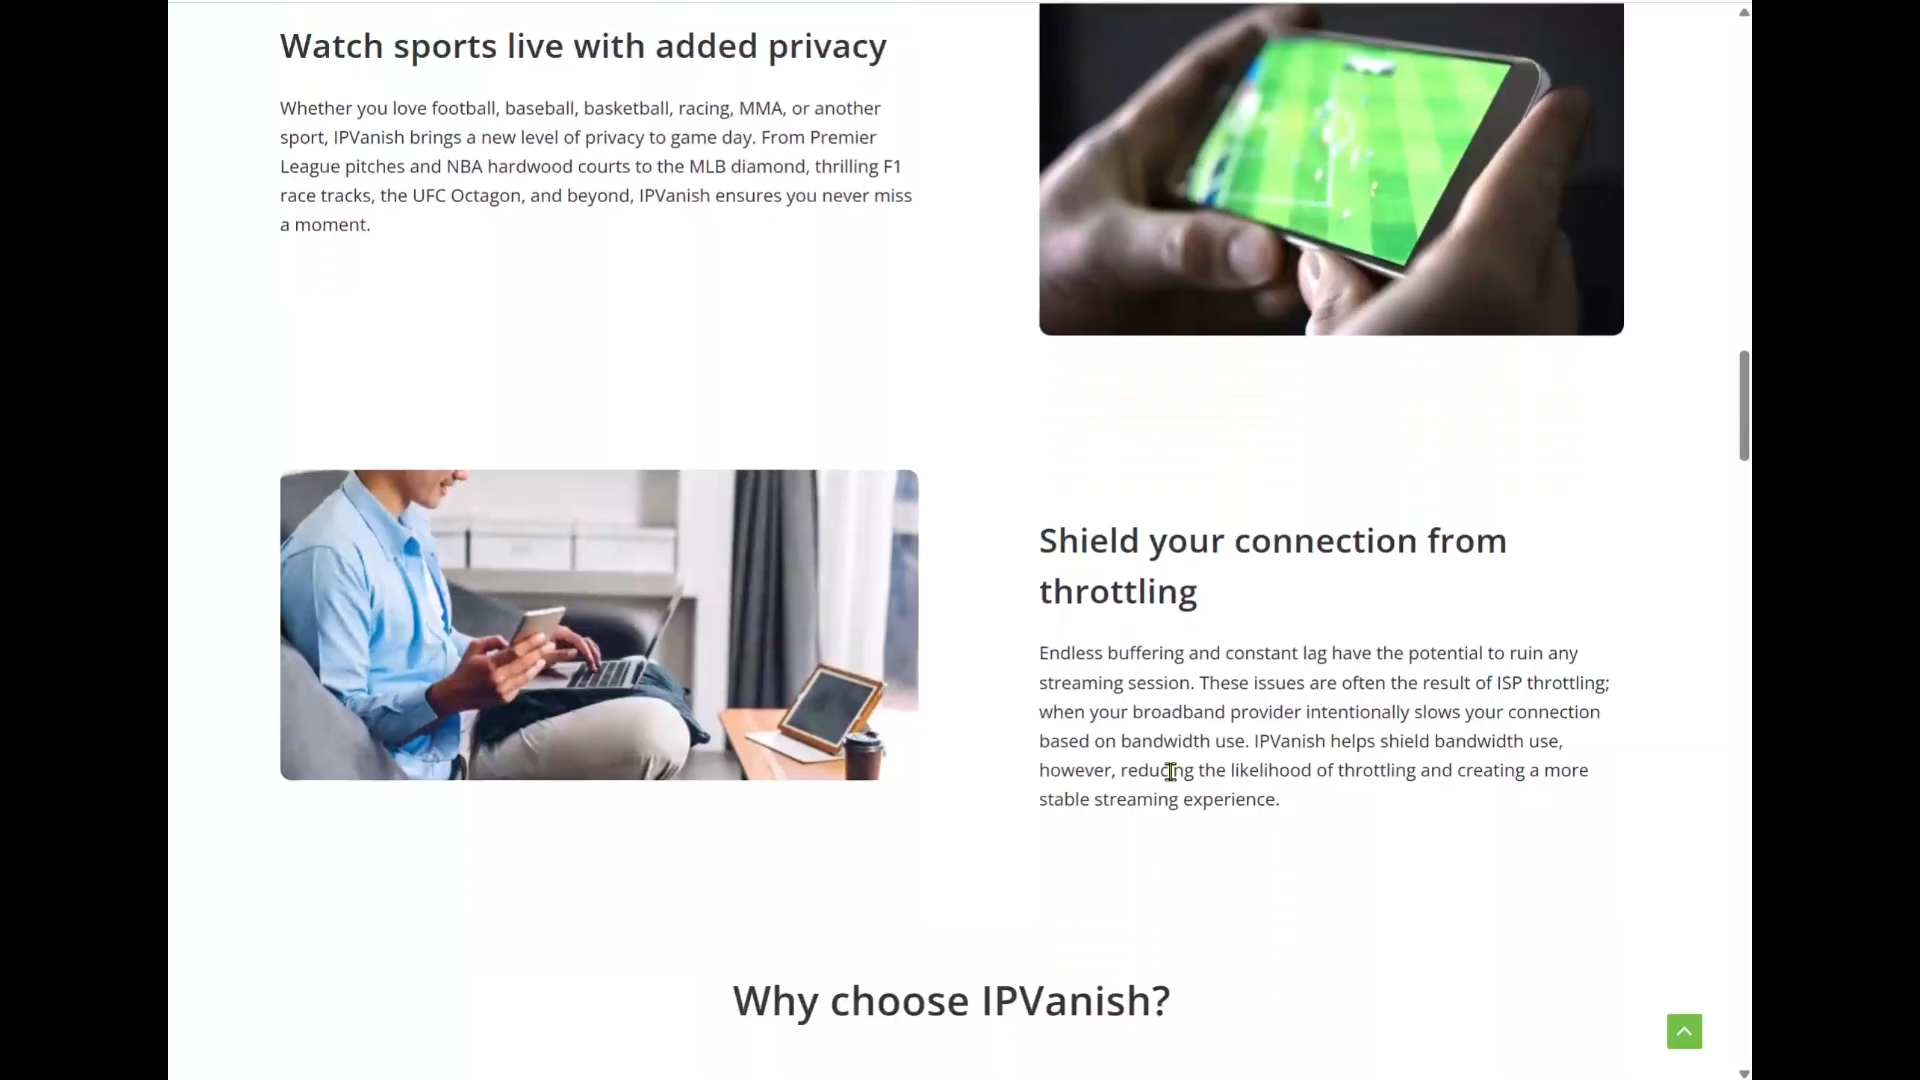 Watch sports live with added privacy
Whether you love football, baseball, basketball, racing, MMA, or another
sport, IPVanish brings a new level of privacy to game day. From Premier
League pitches and NBA hardwood courts to the MLB diamond, thrilling F1
race tracks, the UFC Octagon, and beyond, IPVanish ensures you never miss
a moment.
Shield your connection from
throttling
Endless buffering and constant lag have the potential to ruin any
streaming session. These issues are often the result of ISP throttling;
when your broadband provider intentionally slows your connection
based on bandwidth use. IPVanish helps shield bandwidth use,
however, reducing the likelihood of throttling and creating a more
stable streaming experience.
Why choose IPVanish?